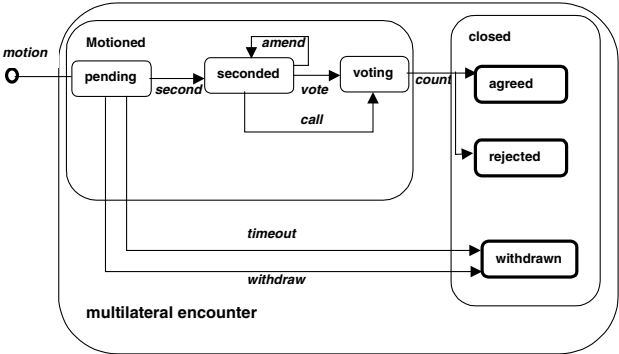 motion
Motioned
pending
second
amend
seconded
vote
call
voting
count
closed
agreed
rejected
timeout
withdrawn
withdraw
multilateral encounter